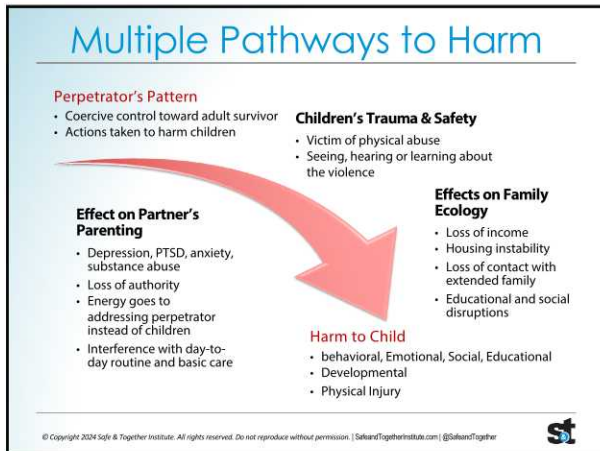 Multiple Pathways to Harm
Perpetrator's Pattern
• Coercive control toward adult survivor
• Actions taken to harm children
Children's Trauma & Safety
• Victim of physical abuse
• Seeing, hearing or learning about
the violence
Effect on Partner's
Parenting
• Depression, PTSD, anxiety,
substance abuse
• Loss of authority
• Energy goes to
addressing perpetrator
instead of children
• Interference with day-to-
day routine and basic care
Effects on Family
Ecology
• Loss of income
• Housing instability
• Loss of contact with
extended family
• Educational and social
disruptions
Harm to Child
• behavioral, Emotional, Social, Educational
• Developmental
• Physical Injury
© Copyright 2024 Safe & Together Institute. All rights reserved. Do not reproduce without permission. | SafeandTogetherInstitute.com | @SafeandTogether
s&t